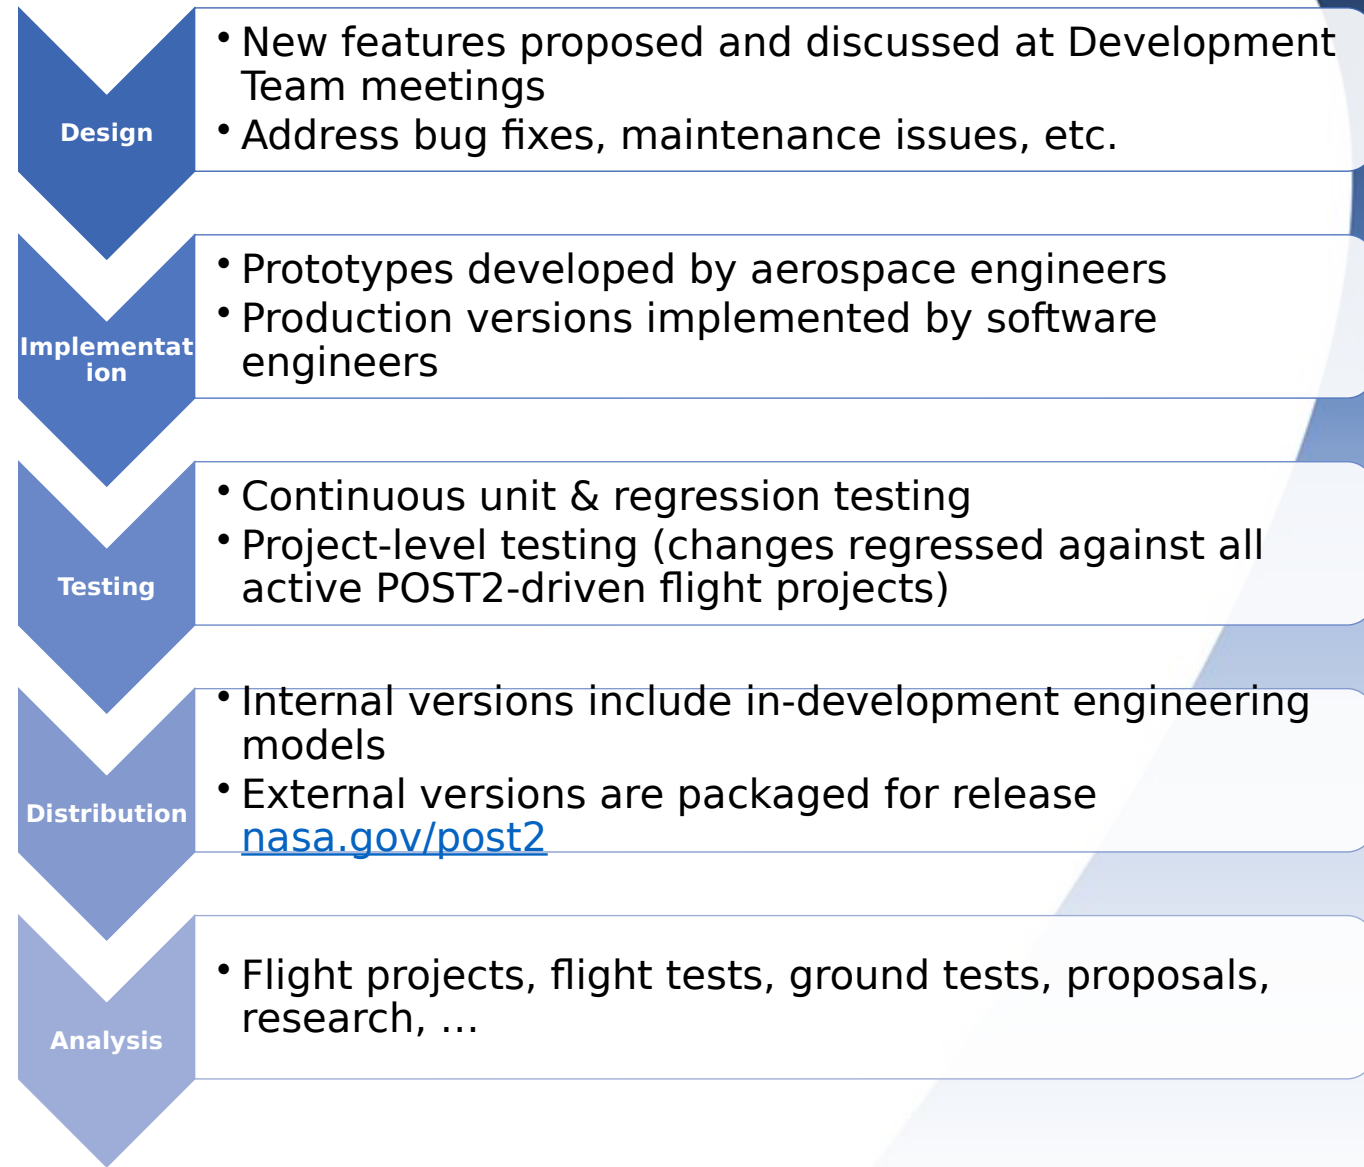 Design
• New features proposed and discussed at Development
Team meetings
• Address bug fixes, maintenance issues, etc.
Implementat
ion
• Prototypes developed by aerospace engineers
• Production versions implemented by software
engineers
Testing
• Continuous unit & regression testing
• Project-level testing (changes regressed against all
active POST2-driven flight projects)
Distribution
• Internal versions include in-development engineering
models
• External versions are packaged for release
nasa.gov/post2
Analysis
• Flight projects, flight tests, ground tests, proposals,
research, ...